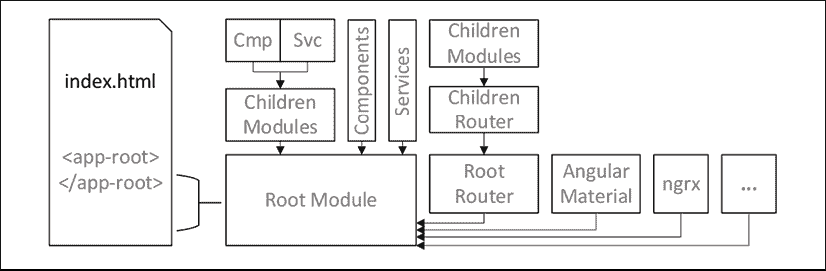 index.html
<app-root>
</app-root>
Cmp
Svc
Children
Modules
Components
Services
Root Module
Children
Modules
Children
Router
Root
Router
Angular
Material
ngrx
...